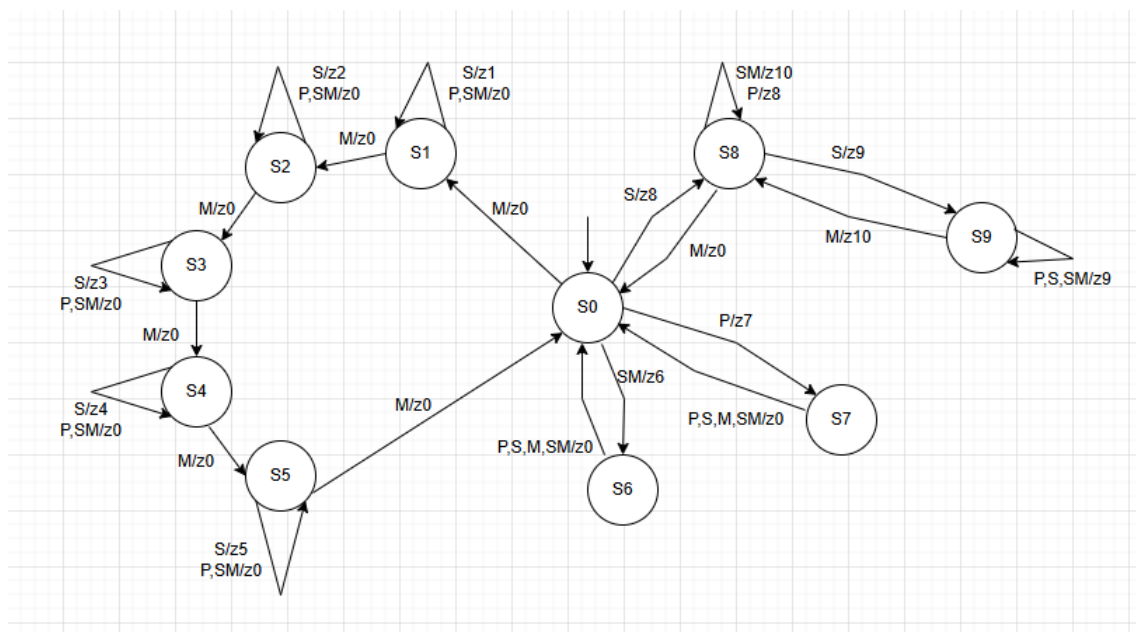 S/z2
P,SM/z0
S/z1
P,SM/z0
SM/z10
P/z8
M/z0
S2
S1
S8
S/z9
M/z0
S/z8
M/z0
M/z0
M/z10
S9
S3
S/z3
P,SM/z0
P,S,SM/z9
S0
P/z7
M/z0
SM/z6
S4
S/z4
P,SM/z0
M/z0
P,S,M,SM/z0
S7
M/z0
P,S,M,SM/z0
S5
S6
S/z5
P,SM/z0